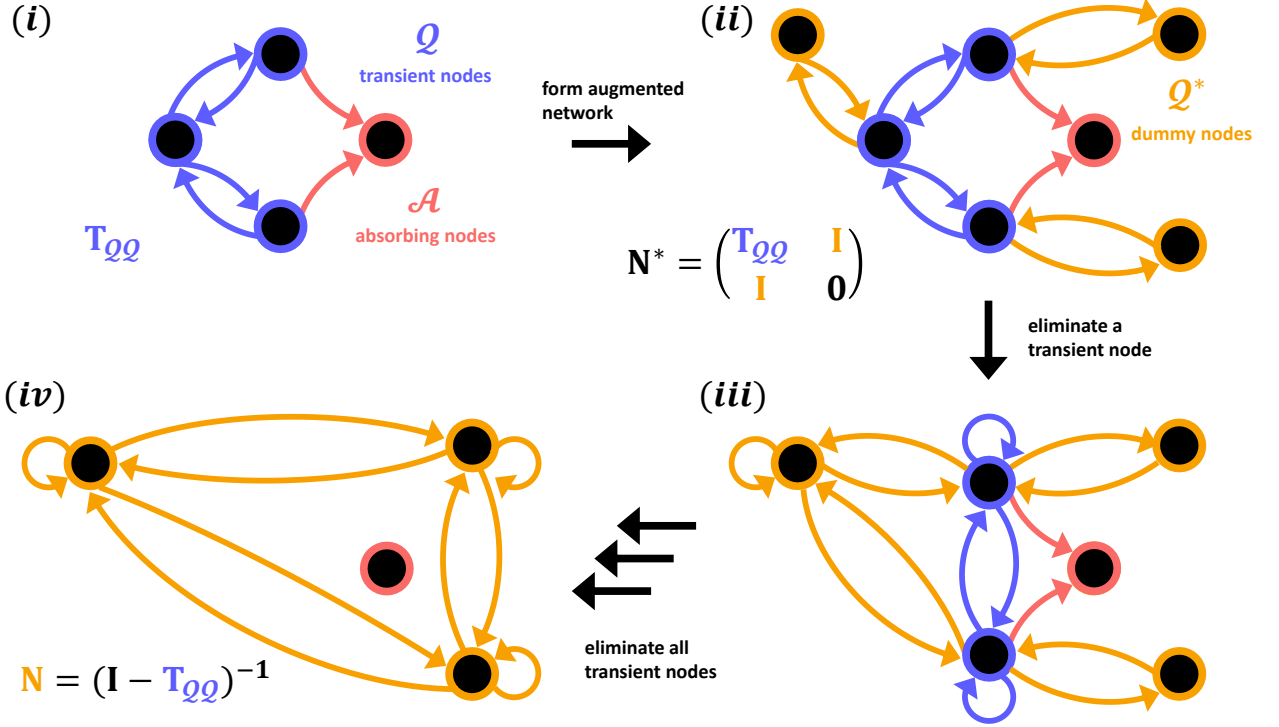 (i)
𝒬
transient nodes
𝒜
absorbing nodes
T_𝒬𝒬
form augmented
network
(ii)
𝒬*
dummy nodes
N* = (T_𝒬𝒬 I
I 0)
eliminate a
transient node
(iii)
eliminate all
transient nodes
(iv)
N = (I − T_𝒬𝒬)⁻¹